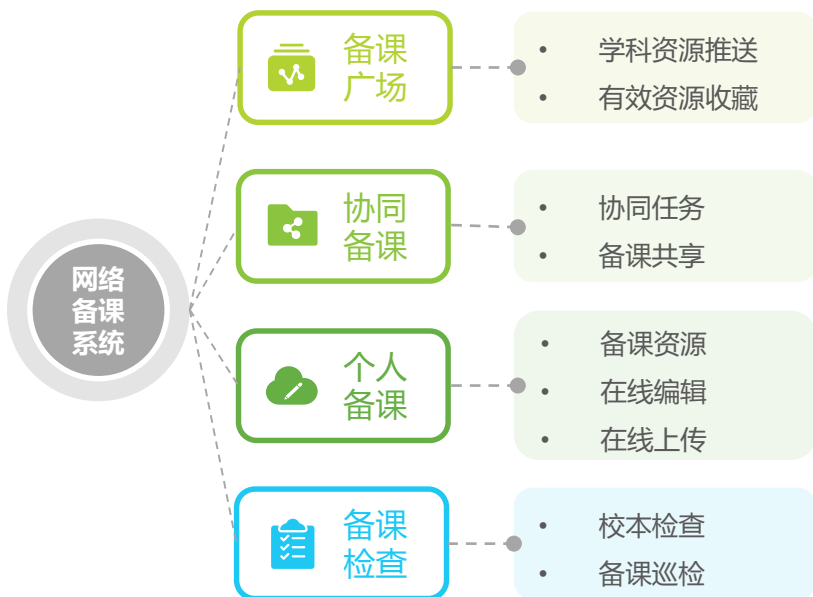 网络
备课
系统
备课
广场
• 学科资源推送
• 有效资源收藏
协同
备课
• 协同任务
• 备课共享
个人
备课
• 备课资源
• 在线编辑
• 在线上传
备课
检查
• 校本检查
• 备课巡检